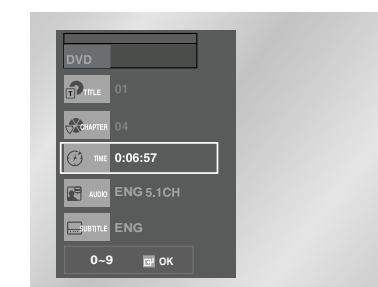 DVD
TITLE 01
CHAPTER 04
TIME 0:06:57
AUDIO ENG 5.1CH
SUBTITLE ENG
0~9 OK